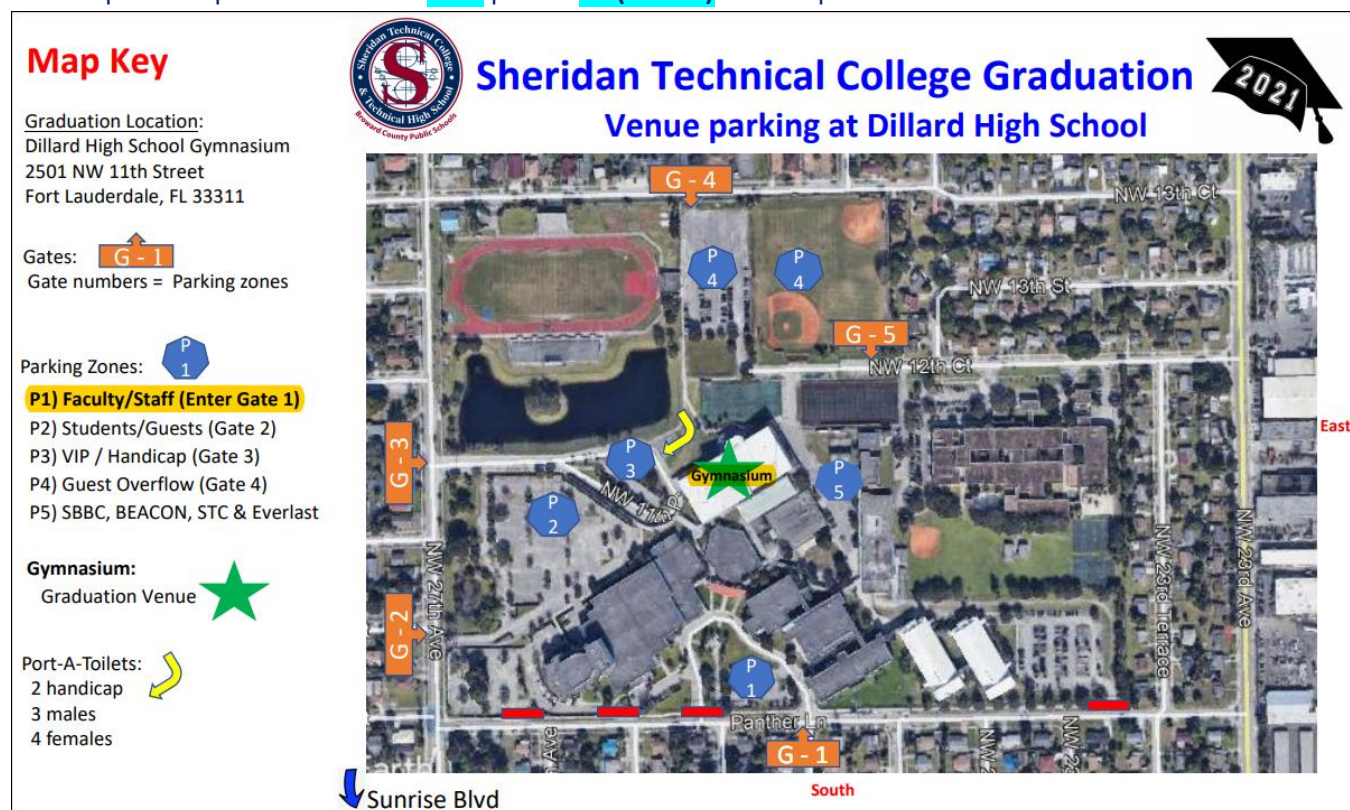 Map Key
Graduation Location:
Dillard High School Gymnasium
2501 NW 11th Street
Fort Lauderdale, FL 33311
Gates: G - 1
Gate numbers = Parking zones
Parking Zones: P 1
P1) Faculty/Staff (Enter Gate 1)
P2) Students/Guests (Gate 2)
P3) VIP / Handicap (Gate 3)
P4) Guest Overflow (Gate 4)
P5) SBBC, BEACON, STC & Everlast
Gymnasium:
Graduation Venue
Port-A-Toilets:
2 handicap
3 males
4 females
Sheridan Technical College
& Technical High School
S
Broward County Public Schools
Sheridan Technical College Graduation
Venue parking at Dillard High School
2021
G - 4
NW 13th Ct
P
4
P
4
NW 13th St
G - 5
NW 12th Ct
East
G - 3
P
3
Gymnasium
P
5
P
2
NW 11th Pl
NW 27th Ave
NW 23rd Terrace
NW 23rd Ave
G - 2
P
1
Panther Ln
Ave
NW
NW
G - 1
South
Sunrise Blvd